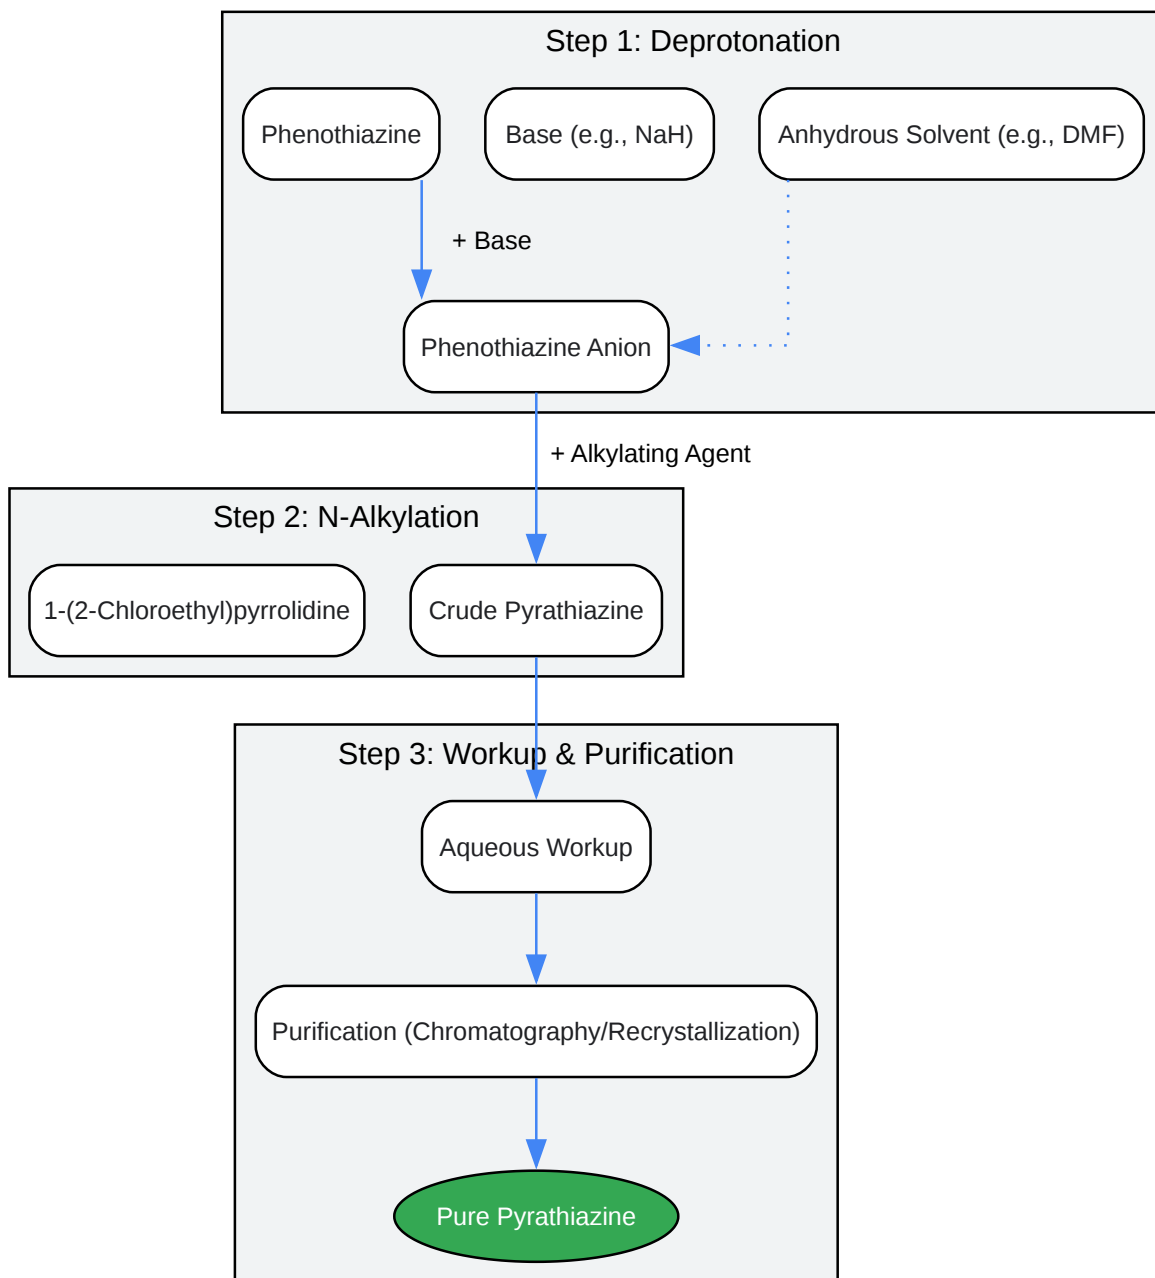 Step 1: Deprotonation
Phenothiazine
Base (e.g., NaH)
Anhydrous Solvent (e.g., DMF)
+ Base
Phenothiazine Anion
+ Alkylating Agent
Step 2: N-Alkylation
1-(2-Chloroethyl)pyrrolidine
Crude Pyrathiazine
Step 3: Workup & Purification
Aqueous Workup
Purification (Chromatography/Recrystallization)
Pure Pyrathiazine